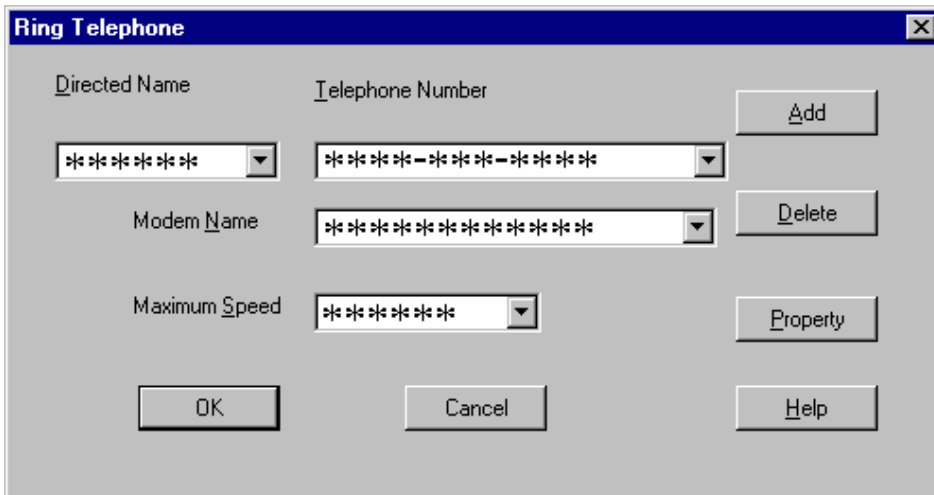 Ring Telephone
Directed Name
Telephone Number
Add
******
****-***-****
Modem Name
************
Delete
Maximum Speed
******
Property
OK
Cancel
Help